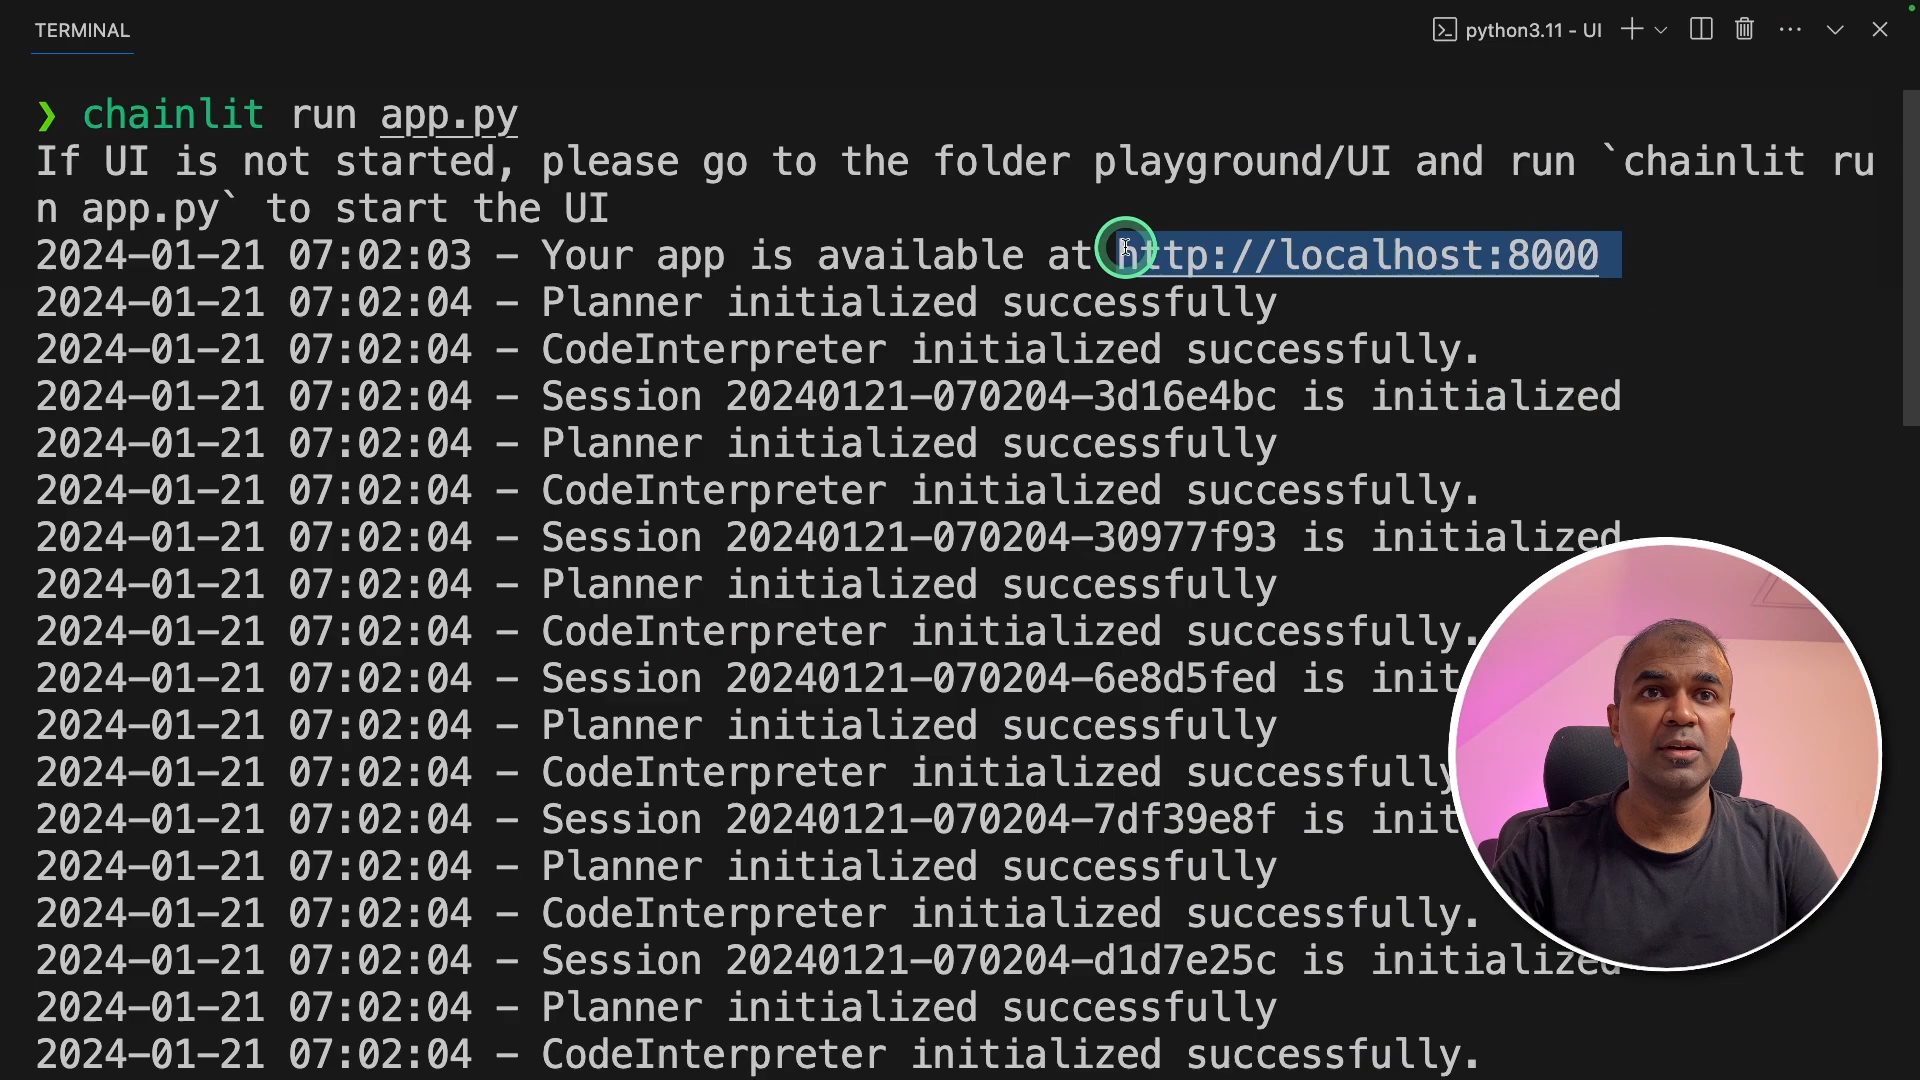 TERMINAL
python3.11 - UI
❯ chainlit run app.py
If UI is not started, please go to the folder playground/UI and run `chainlit ru
n app.py` to start the UI
2024-01-21 07:02:03 - Your app is available at http://localhost:8000
2024-01-21 07:02:04 - Planner initialized successfully
2024-01-21 07:02:04 - CodeInterpreter initialized successfully.
2024-01-21 07:02:04 - Session 20240121-070204-3d16e4bc is initialized
2024-01-21 07:02:04 - Planner initialized successfully
2024-01-21 07:02:04 - CodeInterpreter initialized successfully.
2024-01-21 07:02:04 - Session 20240121-070204-30977f93 is initialized
2024-01-21 07:02:04 - Planner initialized successfully
2024-01-21 07:02:04 - CodeInterpreter initialized successfully.
2024-01-21 07:02:04 - Session 20240121-070204-6e8d5fed is init
2024-01-21 07:02:04 - Planner initialized successfully
2024-01-21 07:02:04 - CodeInterpreter initialized successfully
2024-01-21 07:02:04 - Session 20240121-070204-7df39e8f is init
2024-01-21 07:02:04 - Planner initialized successfully
2024-01-21 07:02:04 - CodeInterpreter initialized successfully.
2024-01-21 07:02:04 - Session 20240121-070204-d1d7e25c is initialized
2024-01-21 07:02:04 - Planner initialized successfully
2024-01-21 07:02:04 - CodeInterpreter initialized successfully.